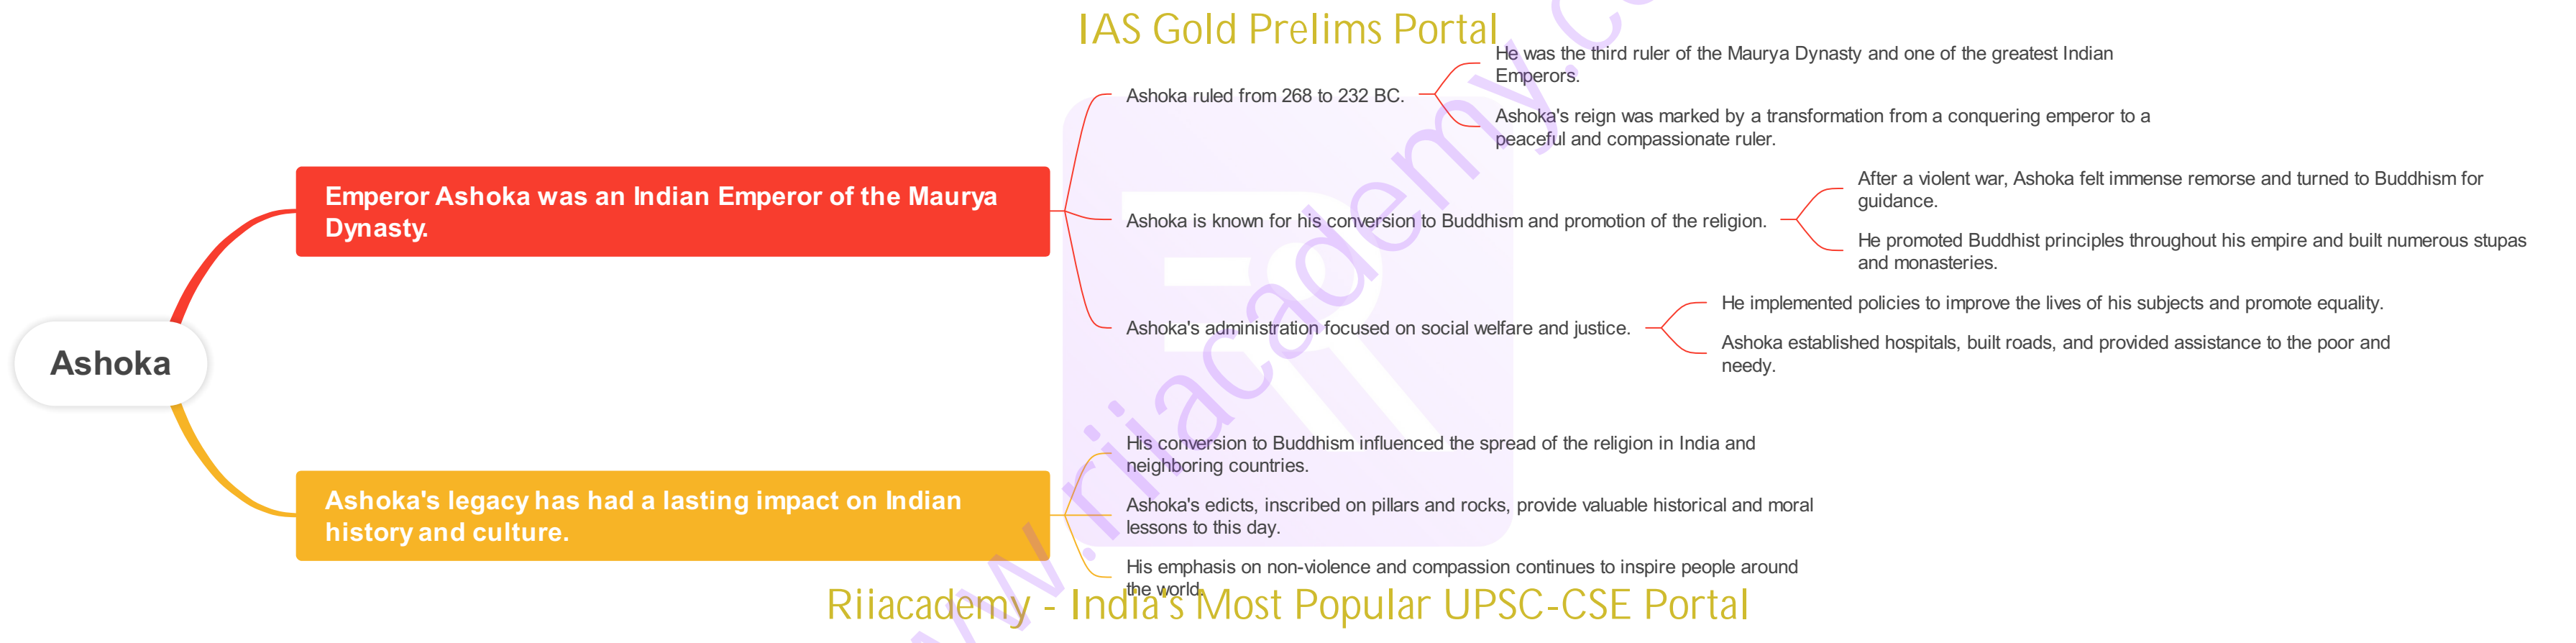 IAS Gold Prelims Portal
Ashoka
Emperor Ashoka was an Indian Emperor of the Maurya
Dynasty.
Ashoka ruled from 268 to 232 BC.
He was the third ruler of the Maurya Dynasty and one of the greatest Indian
Emperors.
Ashoka's reign was marked by a transformation from a conquering emperor to a
peaceful and compassionate ruler.
Ashoka is known for his conversion to Buddhism and promotion of the religion.
After a violent war, Ashoka felt immense remorse and turned to Buddhism for
guidance.
He promoted Buddhist principles throughout his empire and built numerous stupas
and monasteries.
Ashoka's administration focused on social welfare and justice.
He implemented policies to improve the lives of his subjects and promote equality.
Ashoka established hospitals, built roads, and provided assistance to the poor and
needy.
Ashoka's legacy has had a lasting impact on Indian
history and culture.
His conversion to Buddhism influenced the spread of the religion in India and
neighboring countries.
Ashoka's edicts, inscribed on pillars and rocks, provide valuable historical and moral
lessons to this day.
His emphasis on non-violence and compassion continues to inspire people around
the world.
Riiacademy - India's Most Popular UPSC-CSE Portal